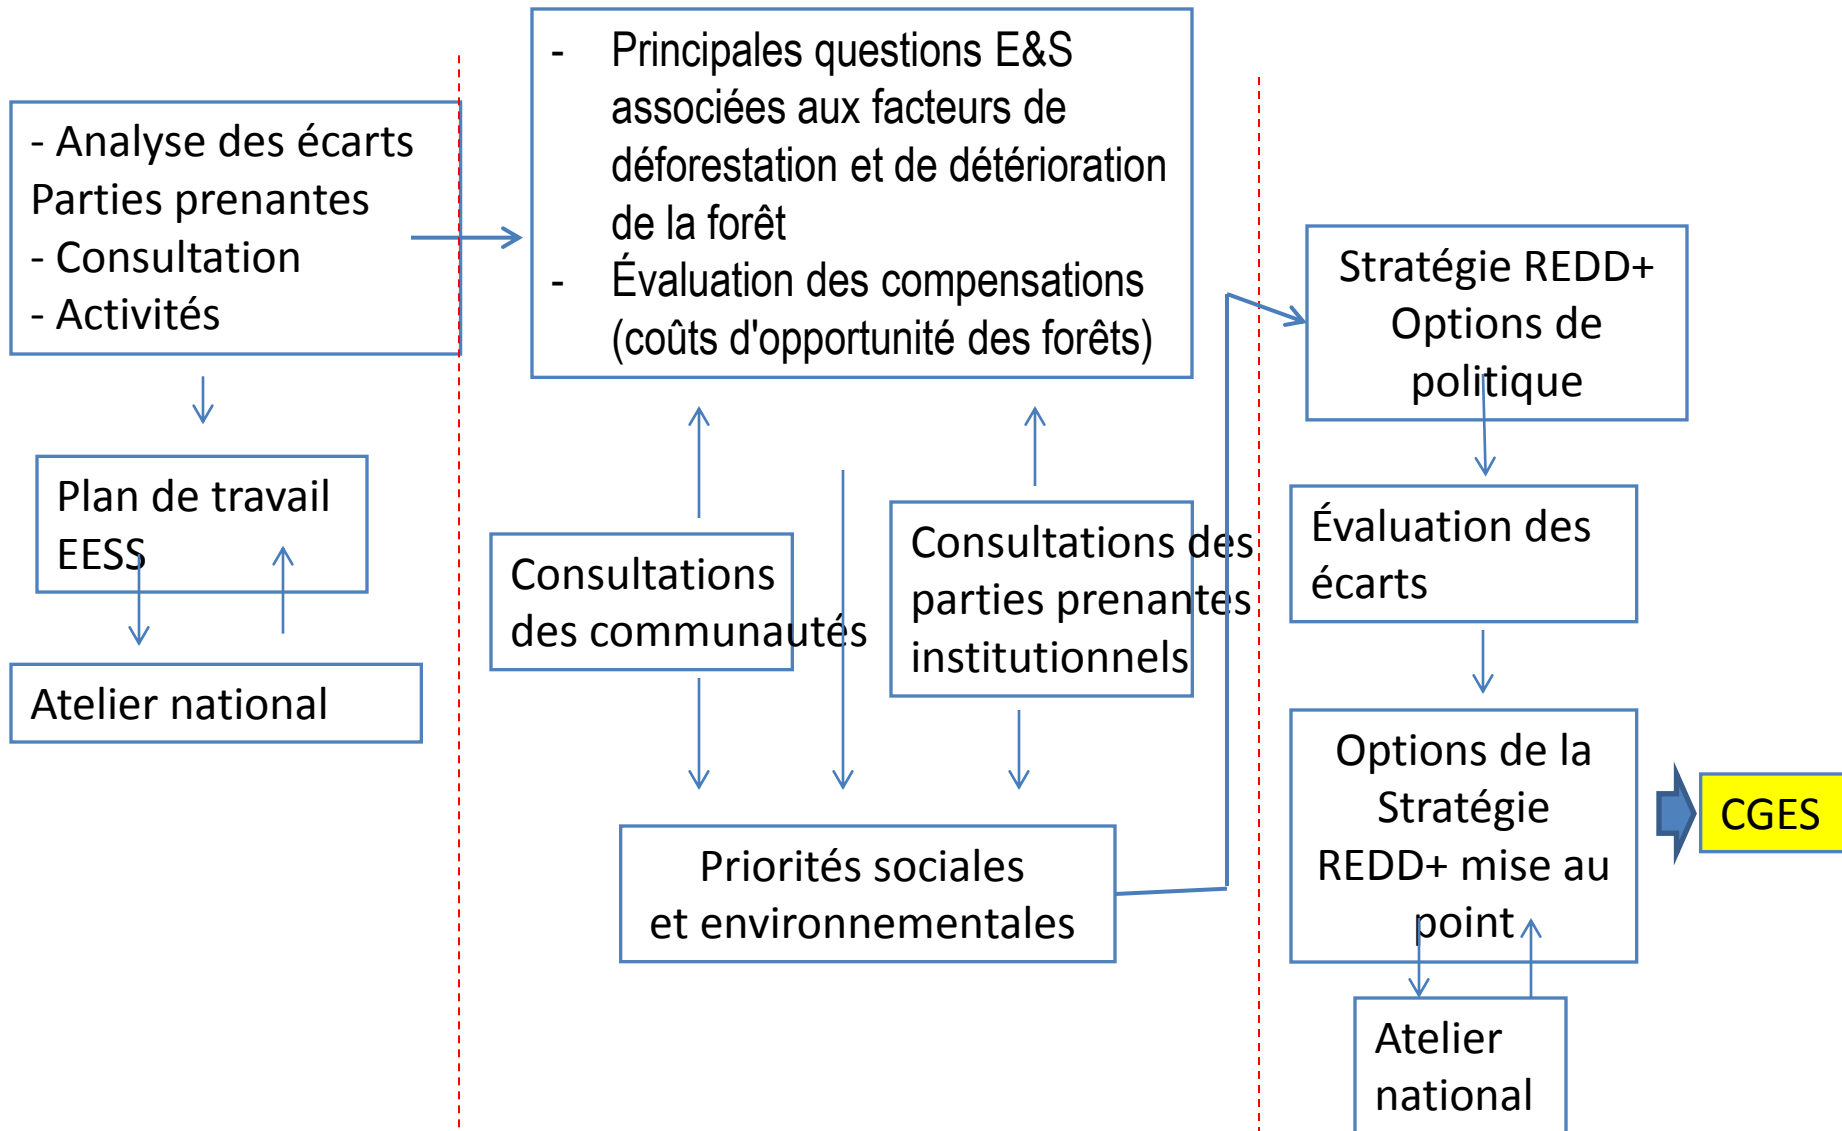 - Analyse des écarts
Parties prenantes
- Consultation
- Activités
Plan de travail
EESS
Atelier national
- Principales questions E&S
associées aux facteurs de
déforestation et de détérioration
de la forêt
- Évaluation des compensations
(coûts d'opportunité des forêts)
Consultations
des communautés
Consultations des
parties prenantes
institutionnels
Priorités sociales
et environnementales
Stratégie REDD+
Options de
politique
Évaluation des
écarts
Options de la
Stratégie
REDD+ mise au
point
CGES
Atelier
national